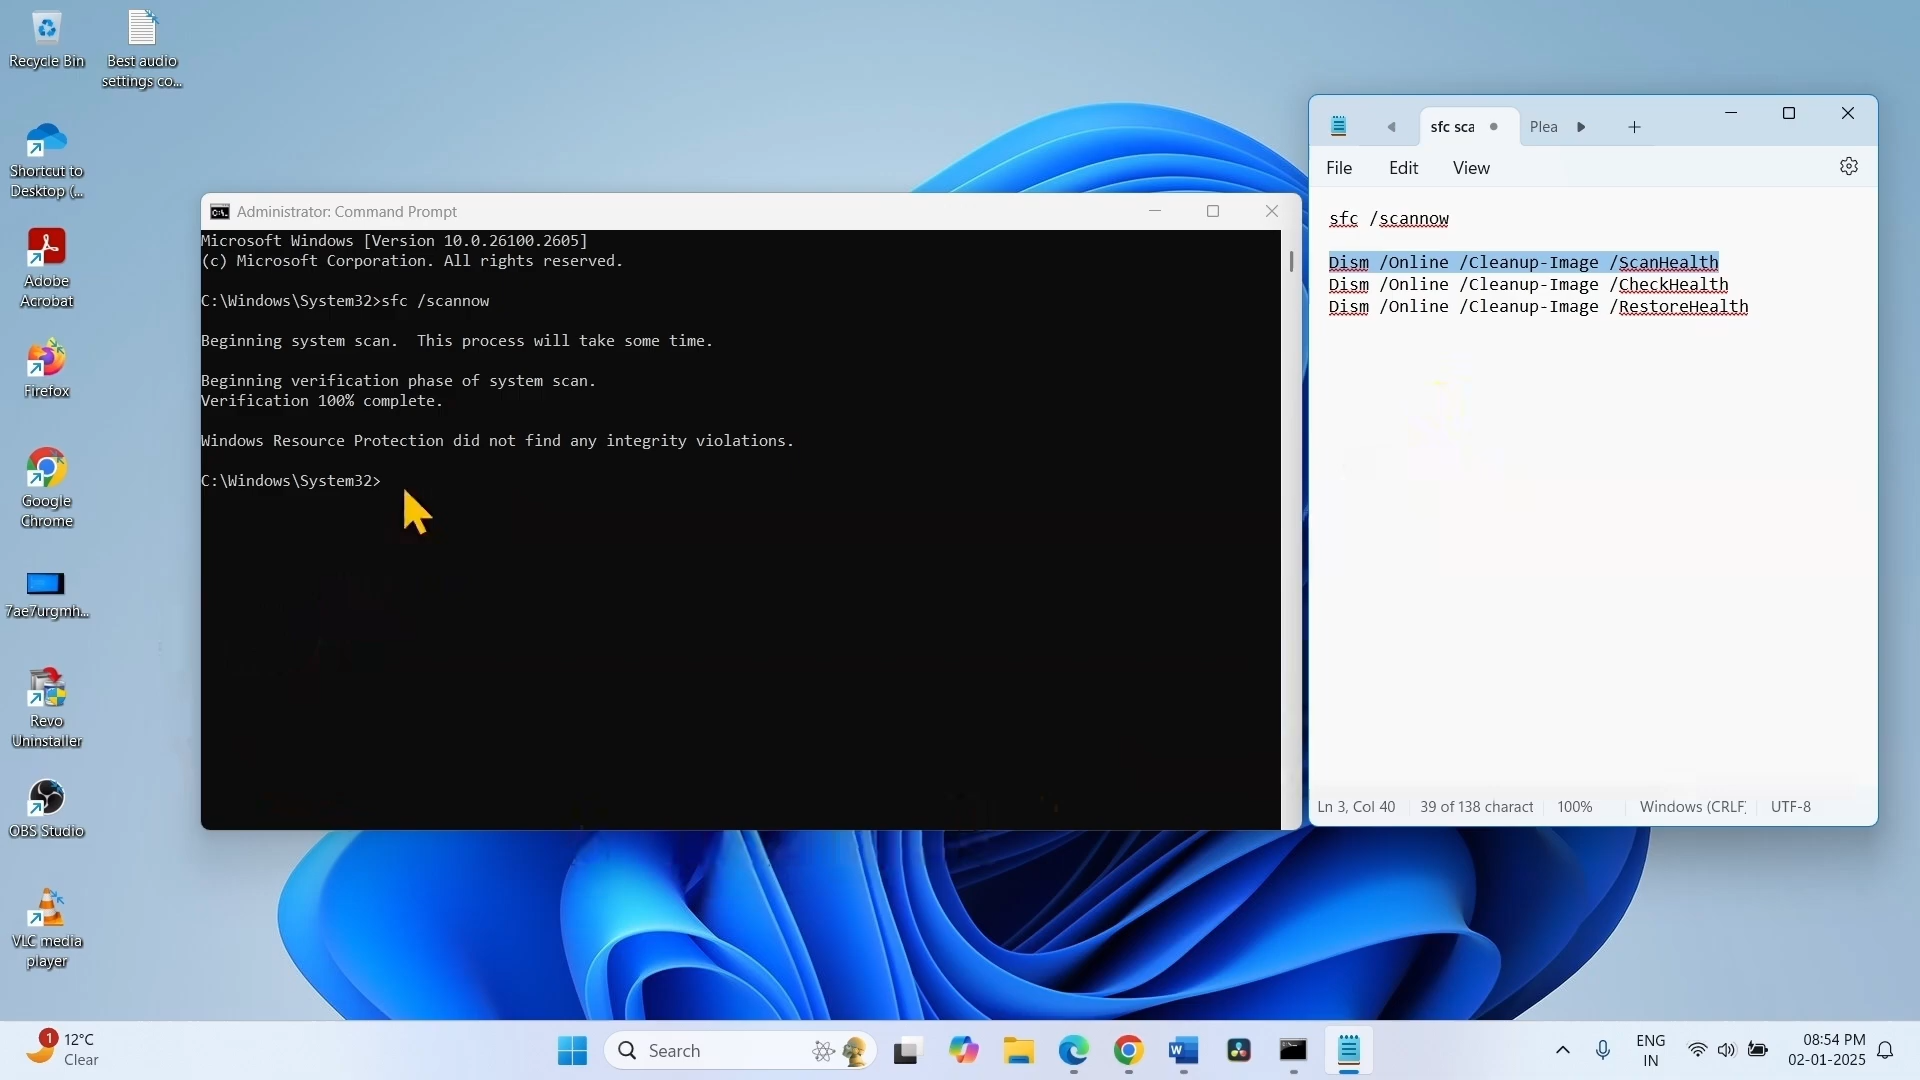 Recycle Bin
Best audio
settings co...
Shortcut to
Desktop (...
Adobe
Acrobat
Firefox
Google
Chrome
7ae7urgmh...
Revo
Uninstaller
OBS Studio
VLC media
player
Administrator: Command Prompt
Microsoft Windows [Version 10.0.26100.2605]
(c) Microsoft Corporation. All rights reserved.
C:\Windows\System32>sfc /scannow
Beginning system scan.  This process will take some time.
Beginning verification phase of system scan.
Verification 100% complete.
Windows Resource Protection did not find any integrity violations.
C:\Windows\System32>
sfc sca
Plea
File Edit View
sfc /scannow
Dism /Online /Cleanup-Image /ScanHealth
Dism /Online /Cleanup-Image /CheckHealth
Dism /Online /Cleanup-Image /RestoreHealth
Ln 3, Col 40 39 of 138 charact 100% Windows (CRLF) UTF-8
1
12°C
Clear
Search
ENG
IN
08:54 PM
02-01-2025